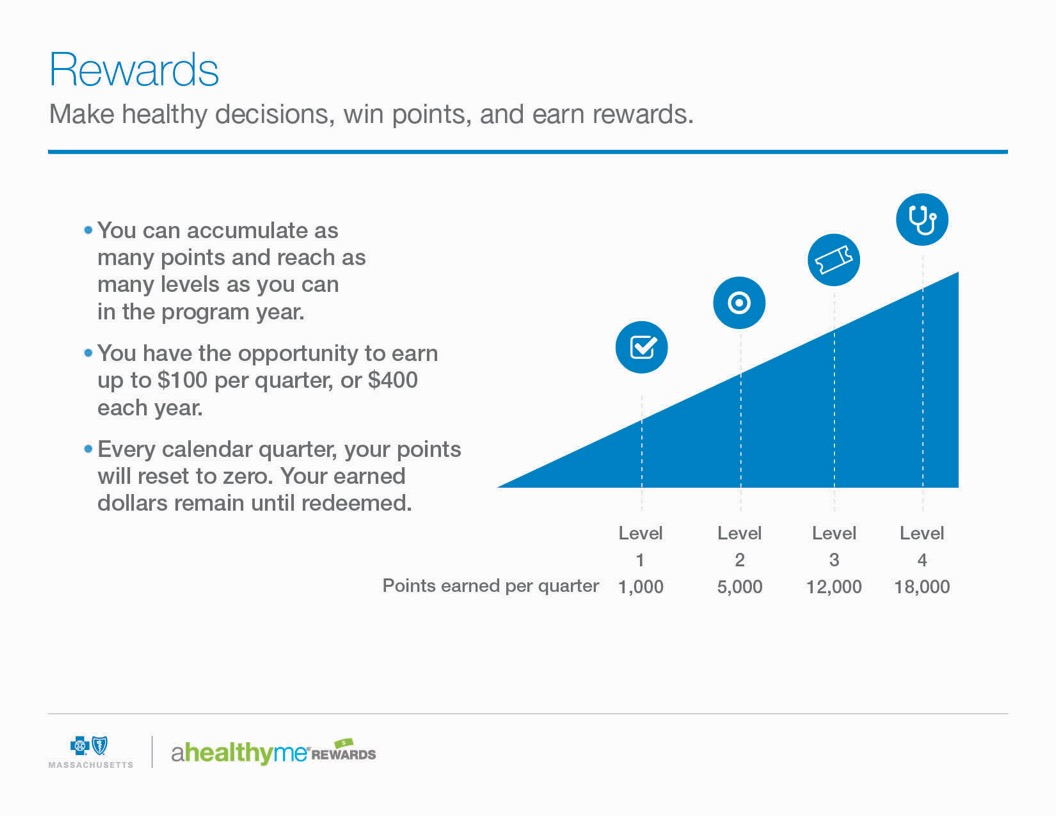 Rewards
Make healthy decisions, win points, and earn rewards.
• You can accumulate as
many points and reach as
many levels as you can
in the program year.
• You have the opportunity to earn
up to $100 per quarter, or $400
each year.
• Every calendar quarter, your points
will reset to zero. Your earned
dollars remain until redeemed.
Level Level Level Level
1 2 3 4
Points earned per quarter 1,000 5,000 12,000 18,000
MASSACHUSETTS
ahealthyme® REWARDS
$